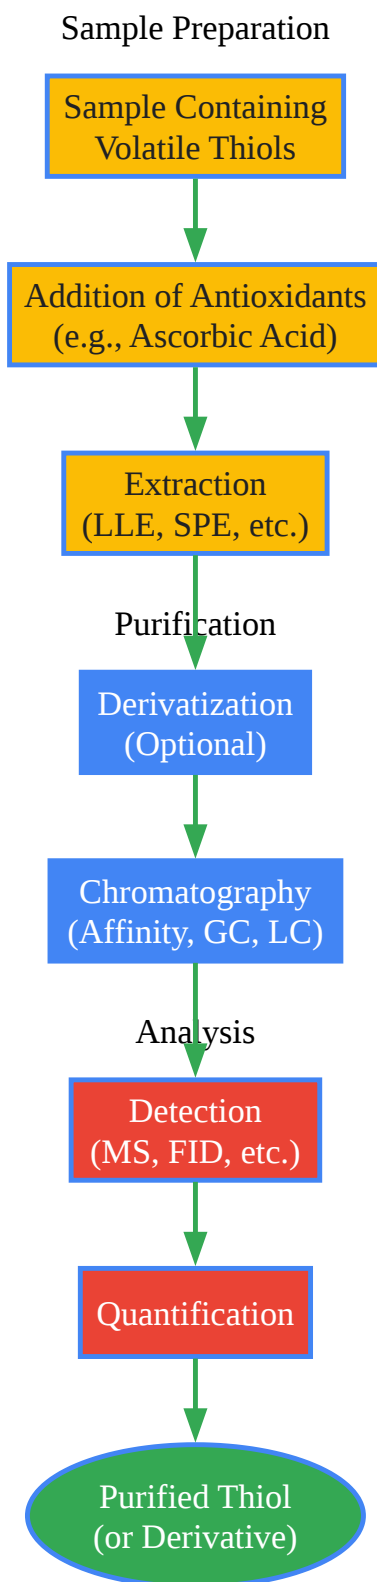 Sample Preparation
Sample Containing
Volatile Thiols
Addition of Antioxidants
(e.g., Ascorbic Acid)
Extraction
(LLE, SPE, etc.)
Purification
Derivatization
(Optional)
Chromatography
(Affinity, GC, LC)
Analysis
Detection
(MS, FID, etc.)
Quantification
Purified Thiol
(or Derivative)